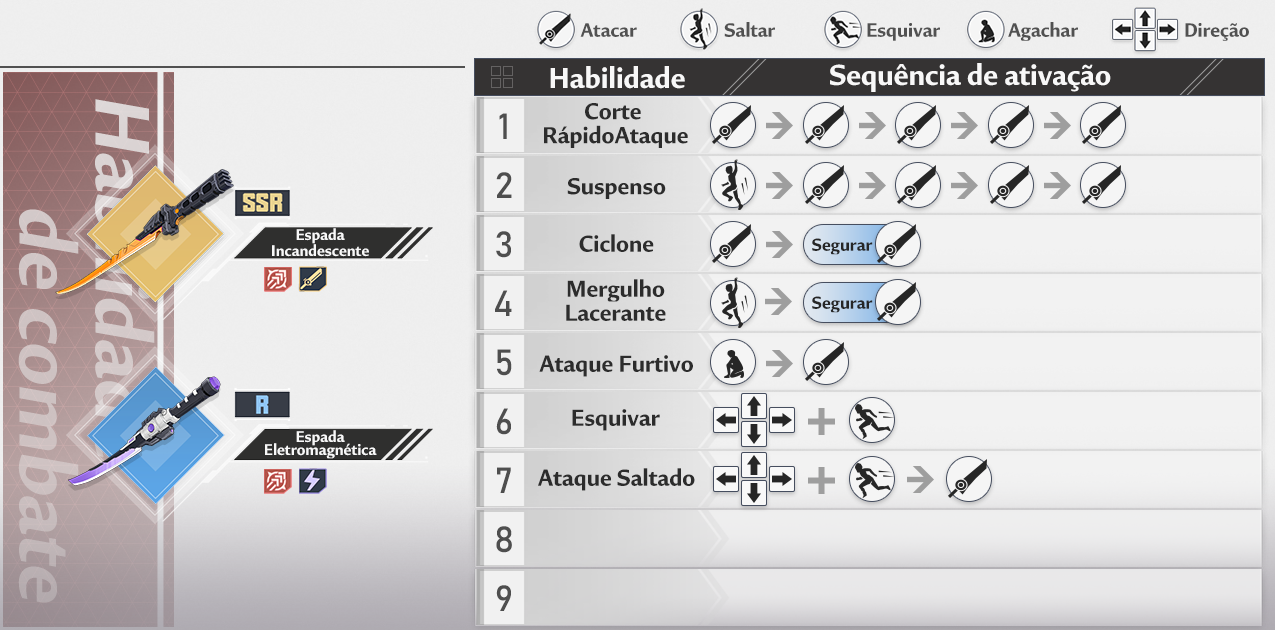 Atacar
Saltar
Esquivar
Agachar
Direção
Habilidade
Sequência de ativação
Habilidades
de combate
SSR
Espada
Incandescente
R
Espada
Eletromagnética
1
Corte
RápidoAtaque
2
Suspenso
3
Ciclone
Segurar
4
Mergulho
Lacerante
Segurar
5
Ataque Furtivo
6
Esquivar
7
Ataque Saltado
8
9